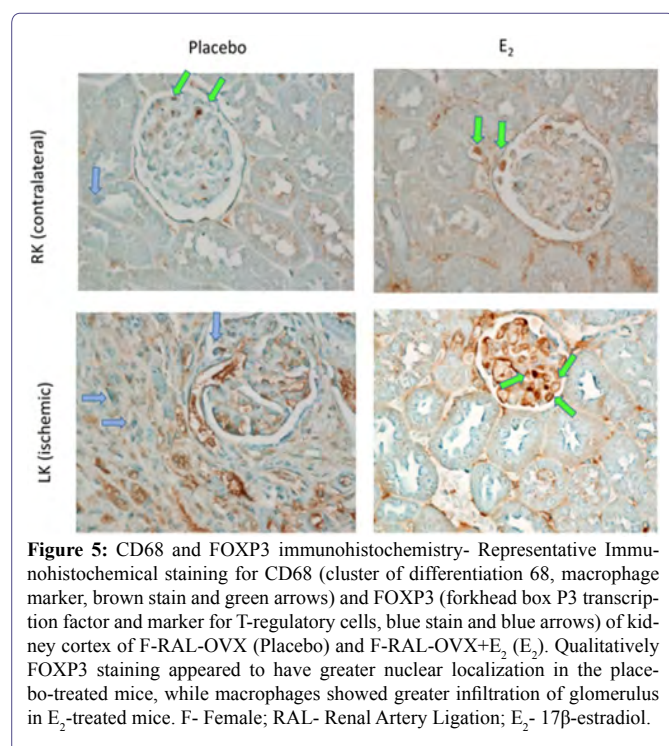 Placebo
E₂
RK (contralateral)
LK (ischemic)
Figure 5: CD68 and FOXP3 immunohistochemistry- Representative Immu-
nohistochemical staining for CD68 (cluster of differentiation 68, macrophage
marker, brown stain and green arrows) and FOXP3 (forkhead box P3 transcrip-
tion factor and marker for T-regulatory cells, blue stain and blue arrows) of kid-
ney cortex of F-RAL-OVX (Placebo) and F-RAL-OVX+E₂ (E₂). Qualitatively
FOXP3 staining appeared to have greater nuclear localization in the place-
bo-treated mice, while macrophages showed greater infiltration of glomerulus
in E₂-treated mice. F- Female; RAL- Renal Artery Ligation; E₂- 17β-estradiol.